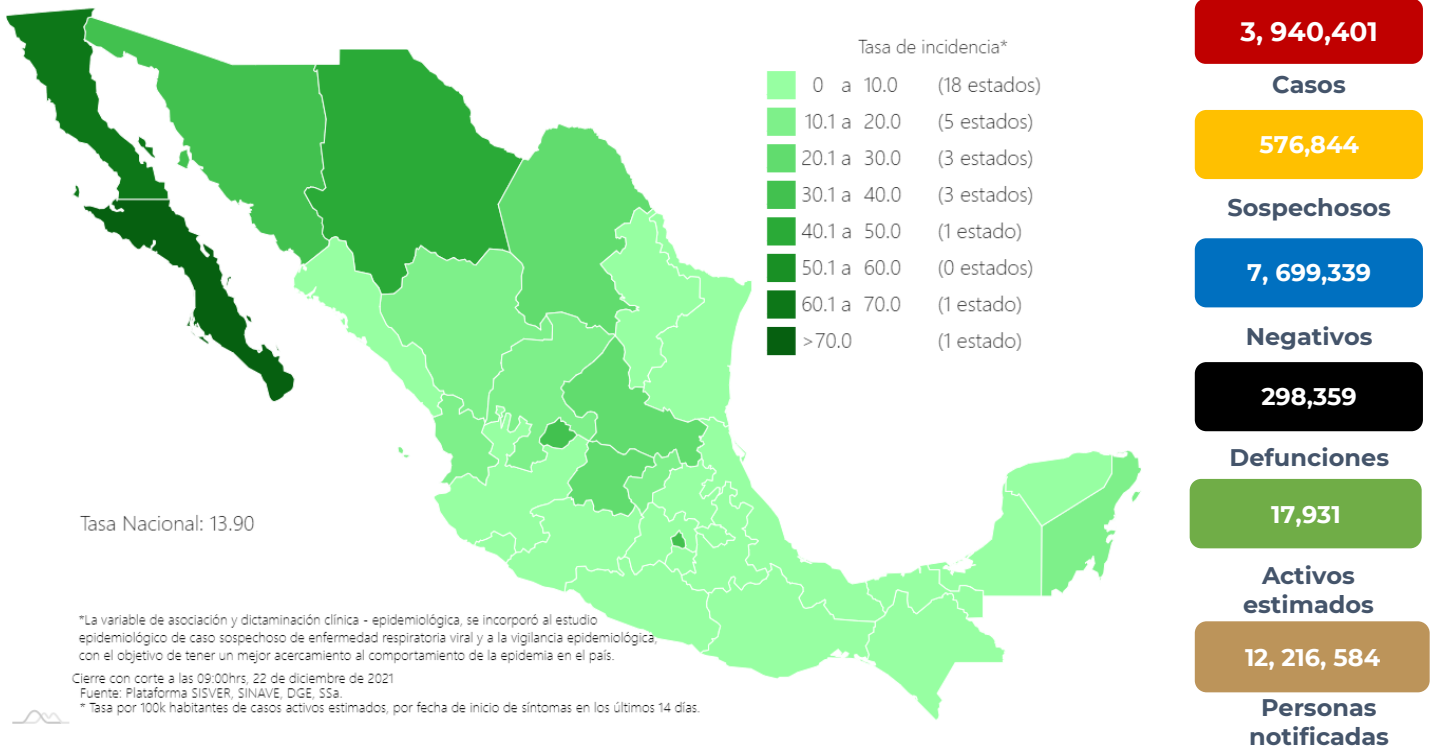 Tasa de incidencia*
0 a 10.0 (18 estados)
10.1 a 20.0 (5 estados)
20.1 a 30.0 (3 estados)
30.1 a 40.0 (3 estados)
40.1 a 50.0 (1 estado)
50.1 a 60.0 (0 estados)
60.1 a 70.0 (1 estado)
>70.0 (1 estado)
Tasa Nacional: 13.90
*La variable de asociación y dictaminación clínica - epidemiológica, se incorporó al estudio
epidemiológico de caso sospechoso de enfermedad respiratoria viral y a la vigilancia epidemiológica,
con el objetivo de tener un mejor acercamiento al comportamiento de la epidemia en el país.
Cierre con corte a las 09:00hrs, 22 de diciembre de 2021
Fuente: Plataforma SISVER, SINAVE, DGE, SSa.
* Tasa por 100k habitantes de casos activos estimados, por fecha de inicio de síntomas en los últimos 14 días.
3, 940,401
Casos
576,844
Sospechosos
7, 699,339
Negativos
298,359
Defunciones
17,931
Activos
estimados
12, 216, 584
Personas
notificadas